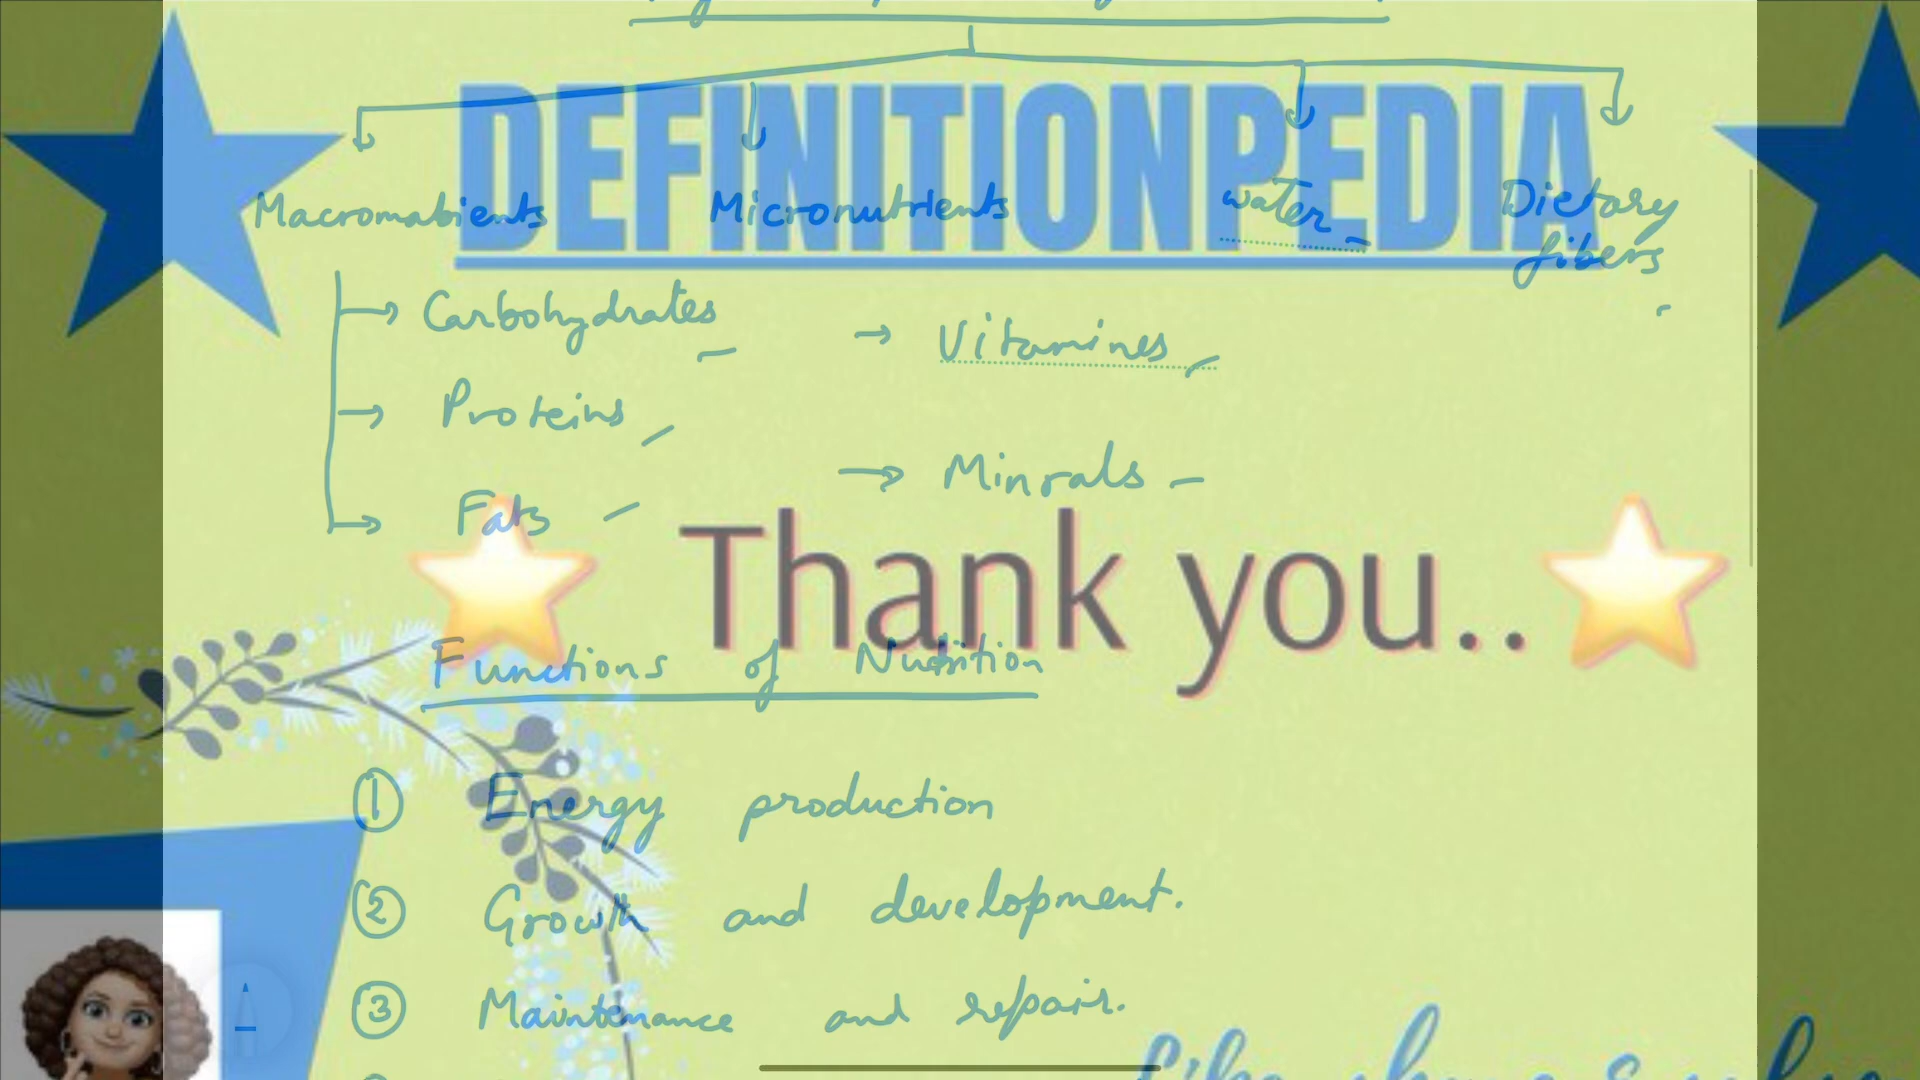 DEFINITIONPEDIA
Macromabients Micronutrients water Dietary
fibers
Carbohydrates
→ Vitamines
Proteins
→ Minrals
Fats
Thank you..
Functions of Nutrition
① Energy production
② Growth and development.
③ Maintenance and repair.